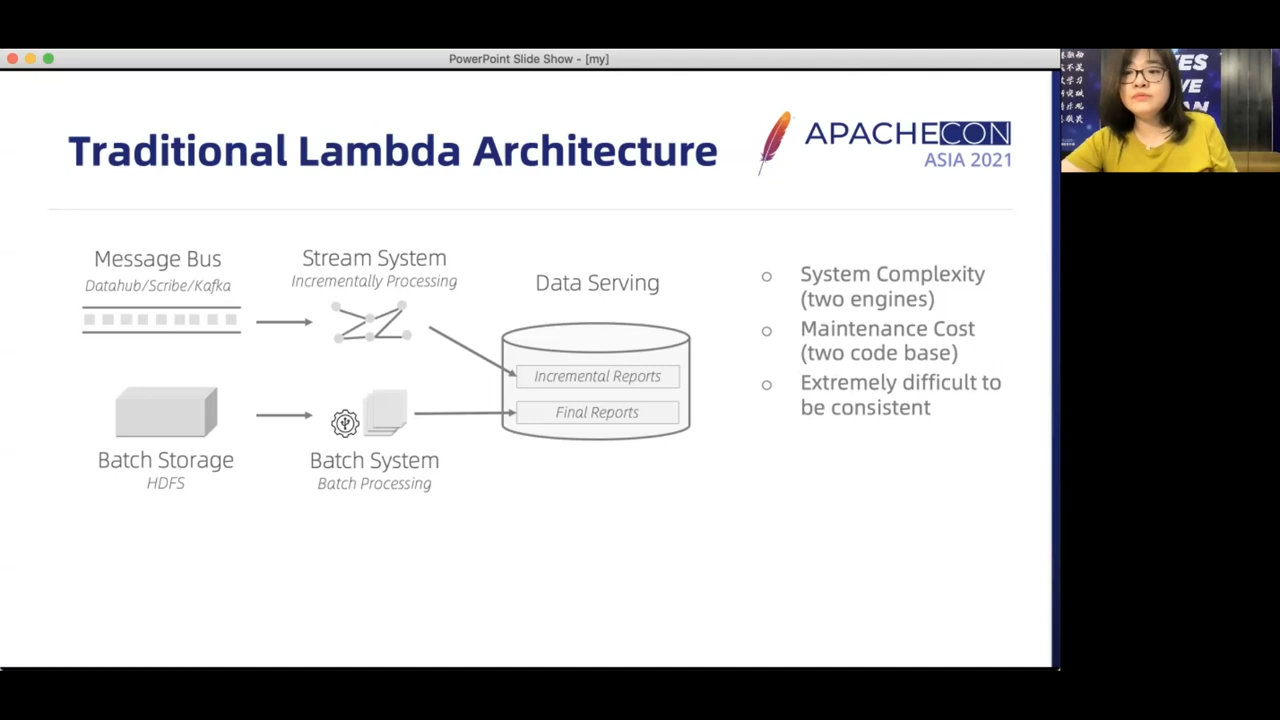 PowerPoint Slide Show - [my]
Traditional Lambda Architecture
APACHECON
ASIA 2021
Message Bus
Datahub/Scribe/Kafka
Stream System
Incrementally Processing
Data Serving
Incremental Reports
Final Reports
Batch Storage
HDFS
Batch System
Batch Processing
System Complexity
(two engines)
Maintenance Cost
(two code base)
Extremely difficult to
be consistent
YES
WE